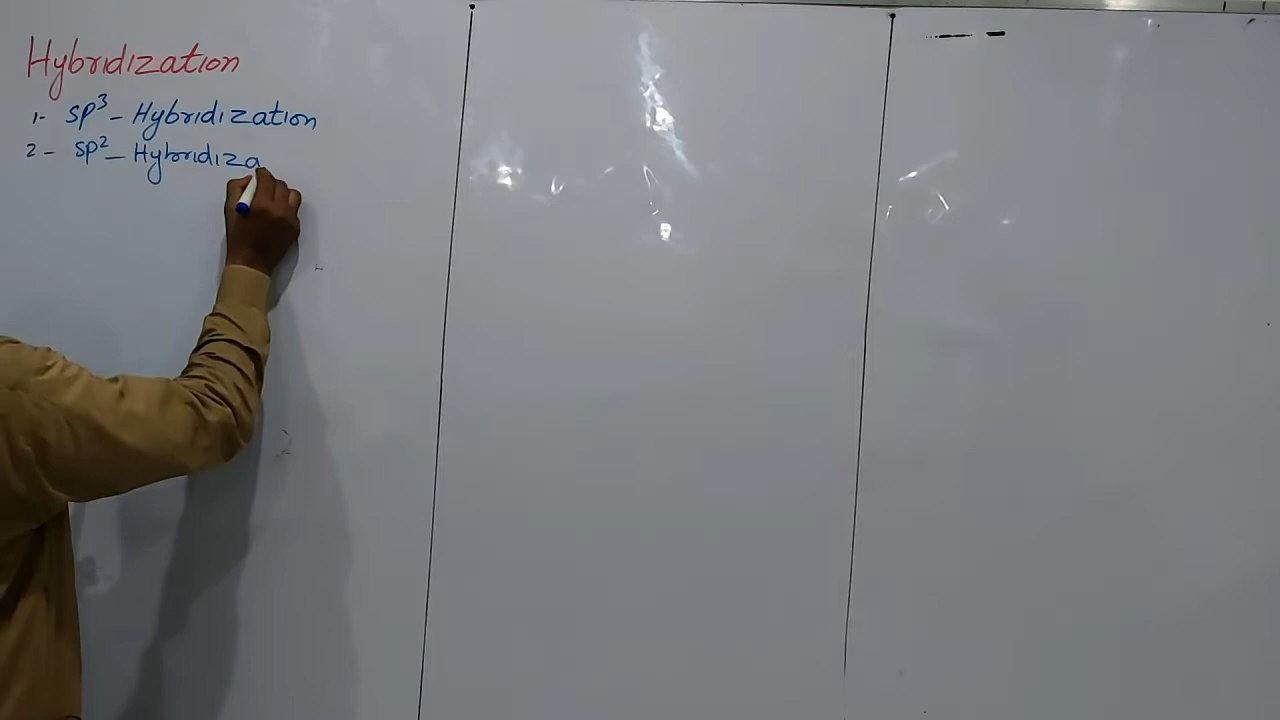 Hybridization
1- sp³ - Hybridization
2 - sp² - Hybridiza